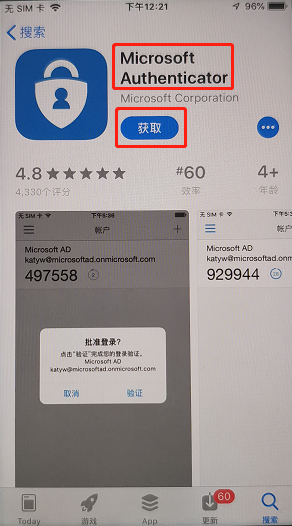 无 SIM 卡 下午12:21 96%
搜索
Microsoft
Authenticator
Microsoft Corporation
获取
4.8 #60 4+
4,330个评分 效率 年龄
无 SIM 卡 下午5:36
帐户
Microsoft AD
katyw@microsoftad.onmicrosoft.com
497558
批准登录?
点击“验证”完成您的登录验证。
Microsoft AD
katyw@microsoftad.onmicrosoft.com
取消 验证
无 SIM 卡
Microsoft AD
katyw@microsoftad.on
929944 28
60
Today 游戏 App 更新 搜索